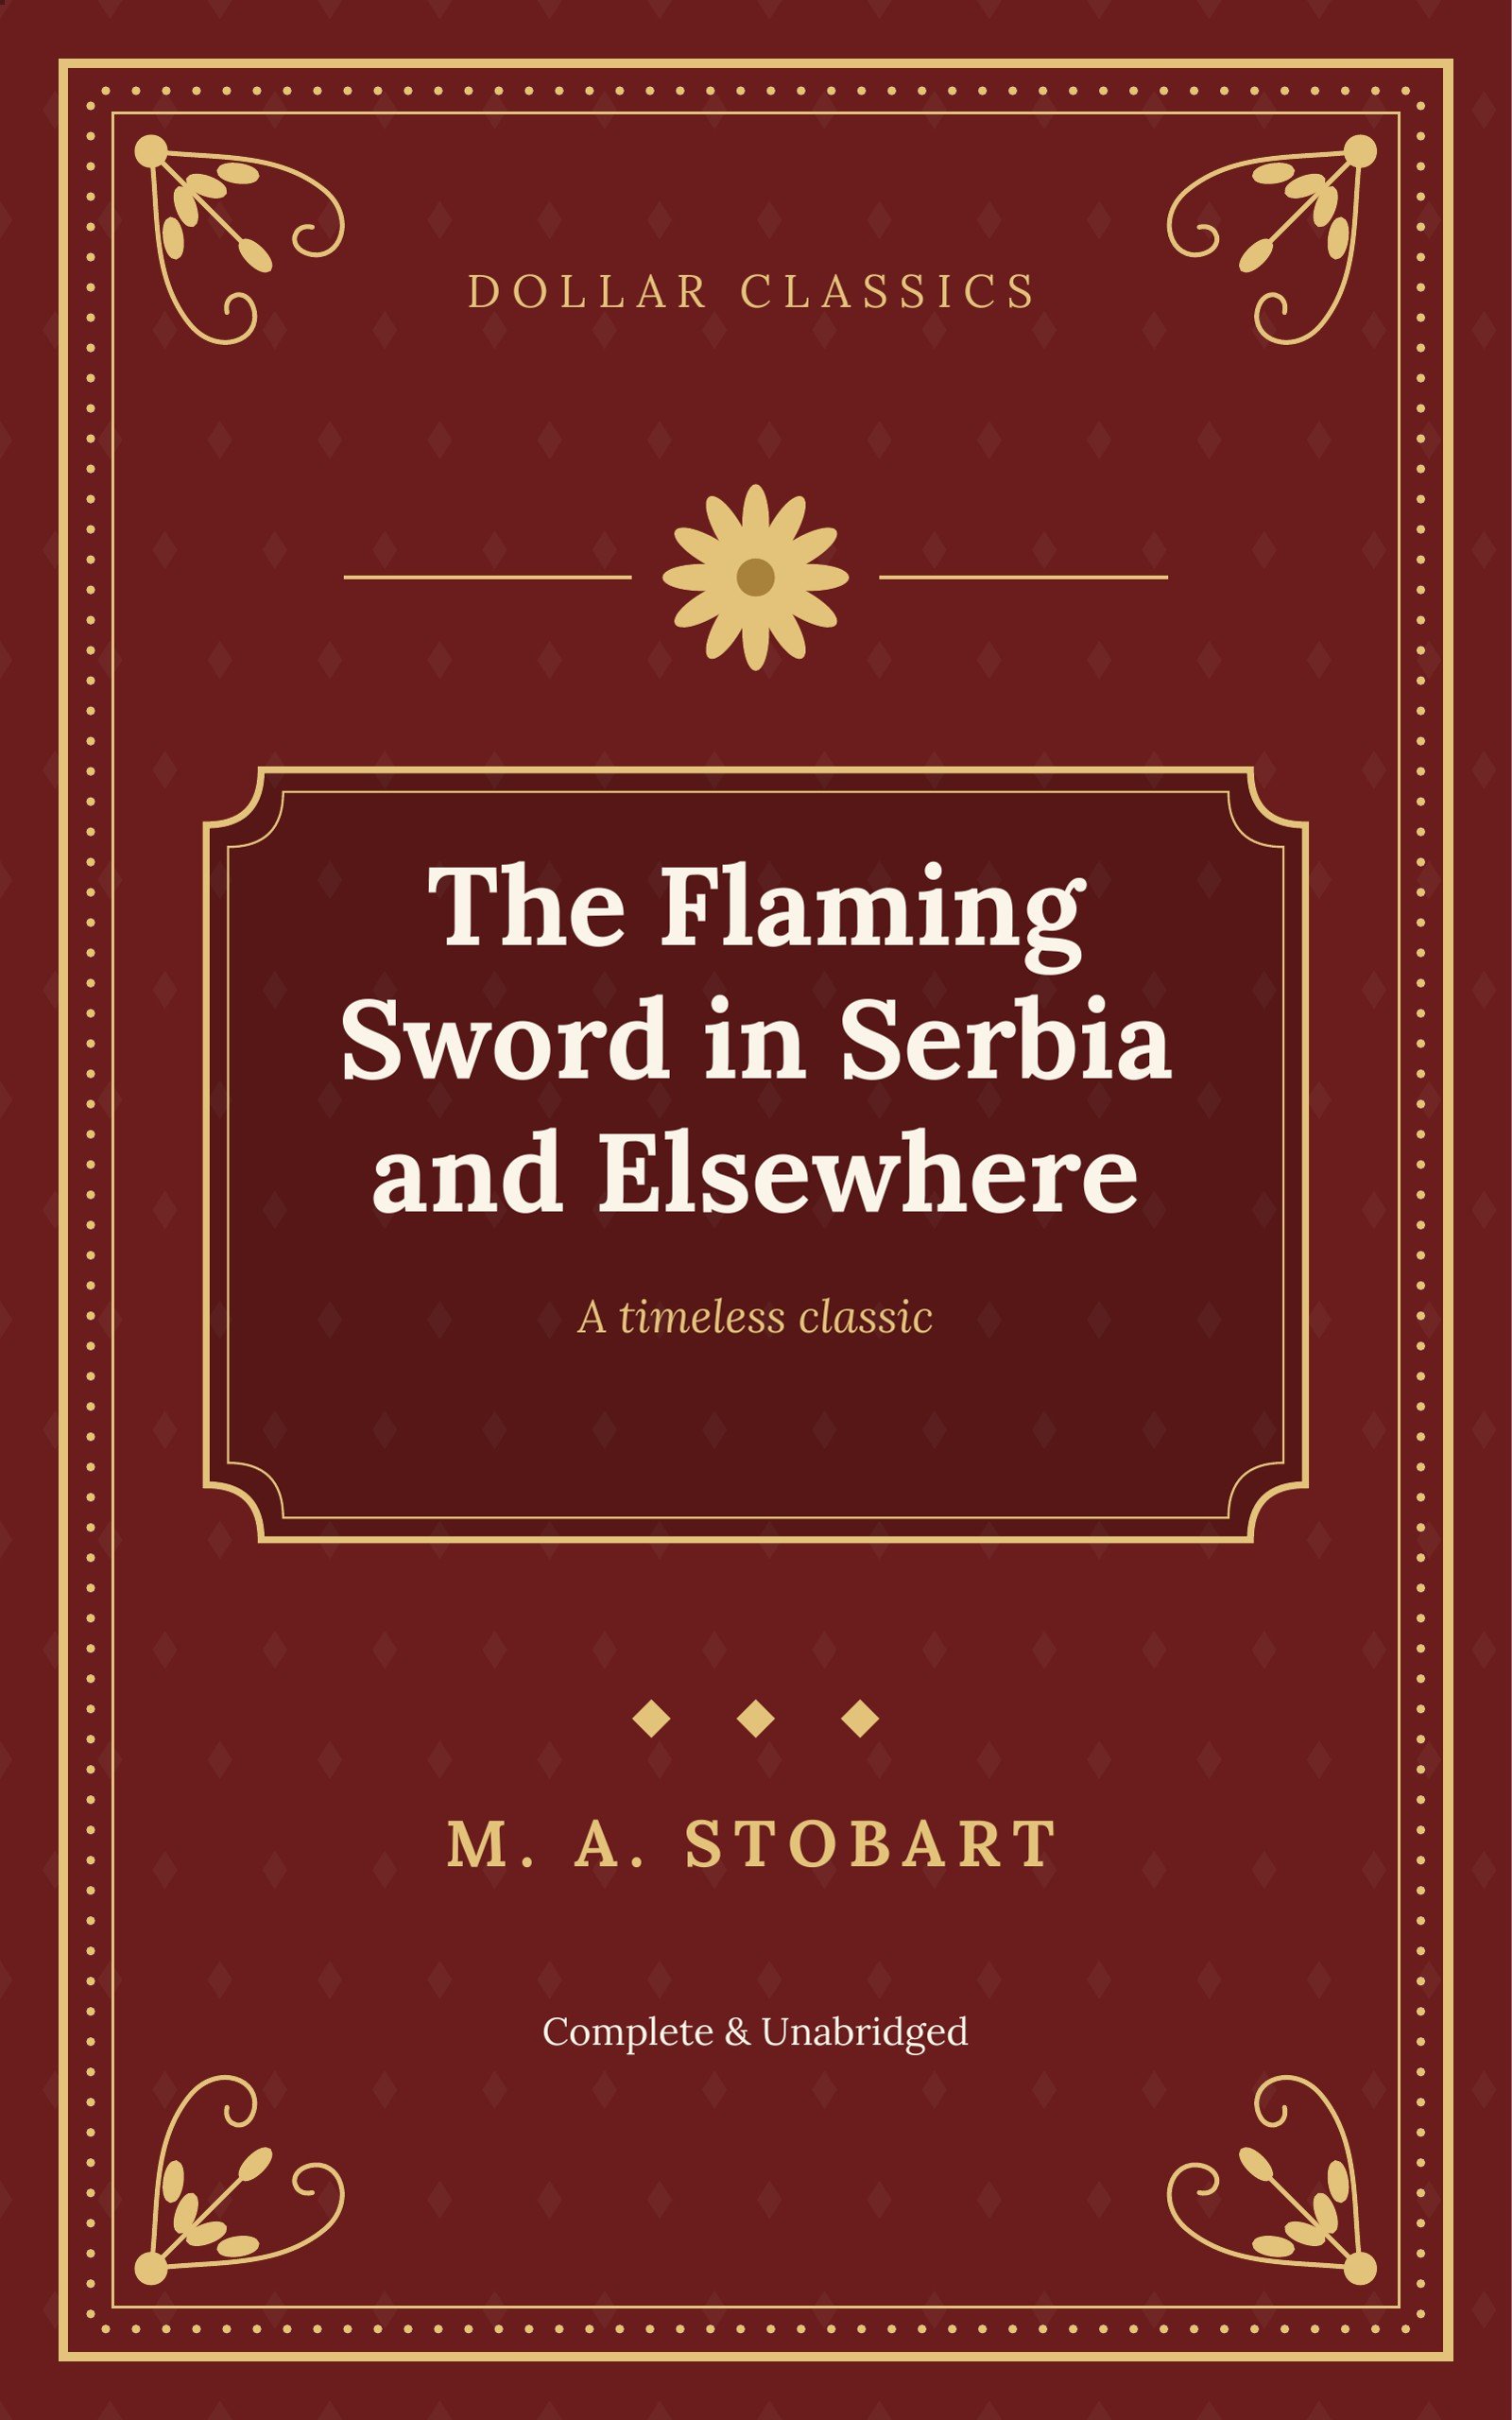 DOLLAR CLASSICS
The Flaming
Sword in Serbia
and Elsewhere
A timeless classic
M. A. STOBART
Complete & Unabridged